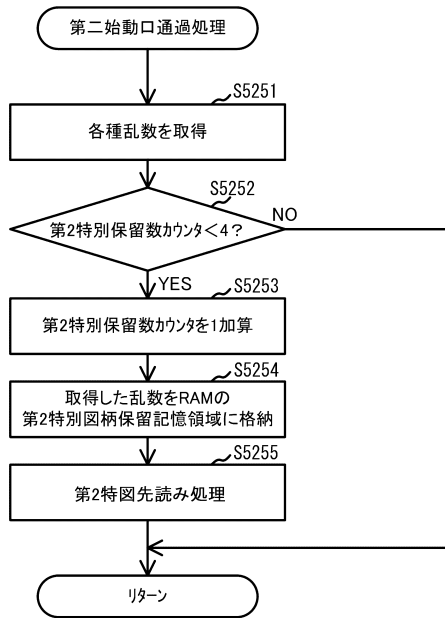 第二始動口通過処理
S5251
各種乱数を取得
S5252
第2特別保留数カウンタ<4？
NO
YES
S5253
第2特別保留数カウンタを1加算
S5254
取得した乱数をRAMの
第2特別図柄保留記憶領域に格納
S5255
第2特図先読み処理
リターン